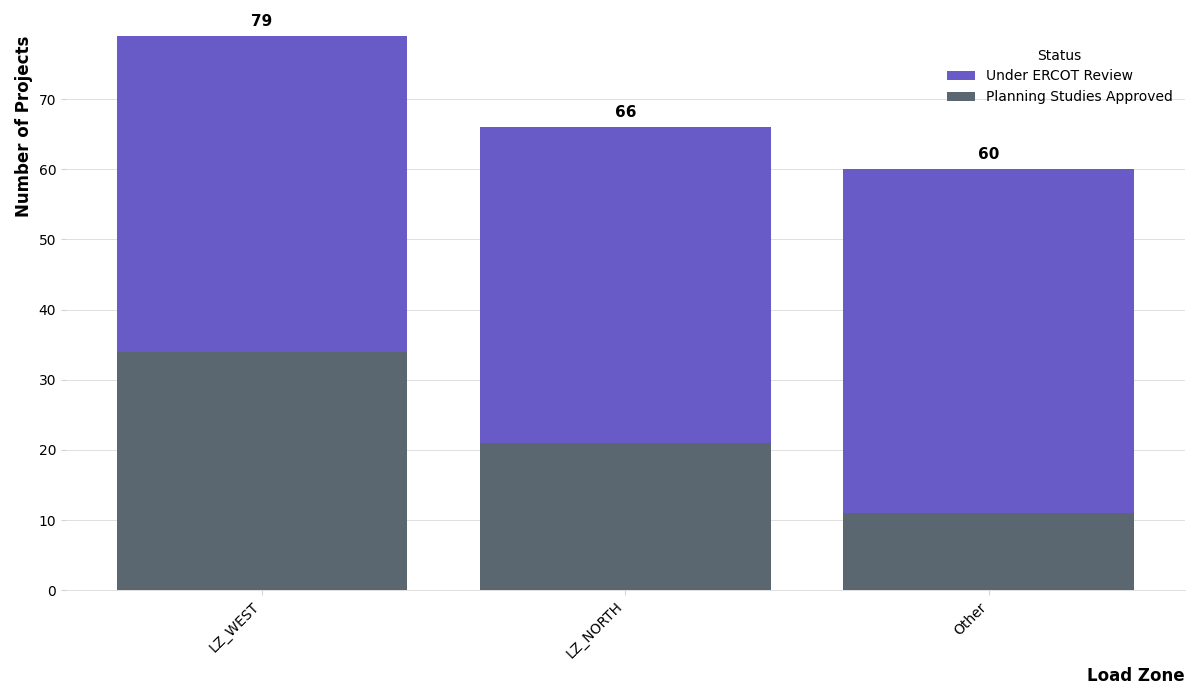 79
66
60
Number of Projects
Status
Under ERCOT Review
Planning Studies Approved
70
60
50
40
30
20
10
0
LZ_WEST
LZ_NORTH
Other
Load Zone